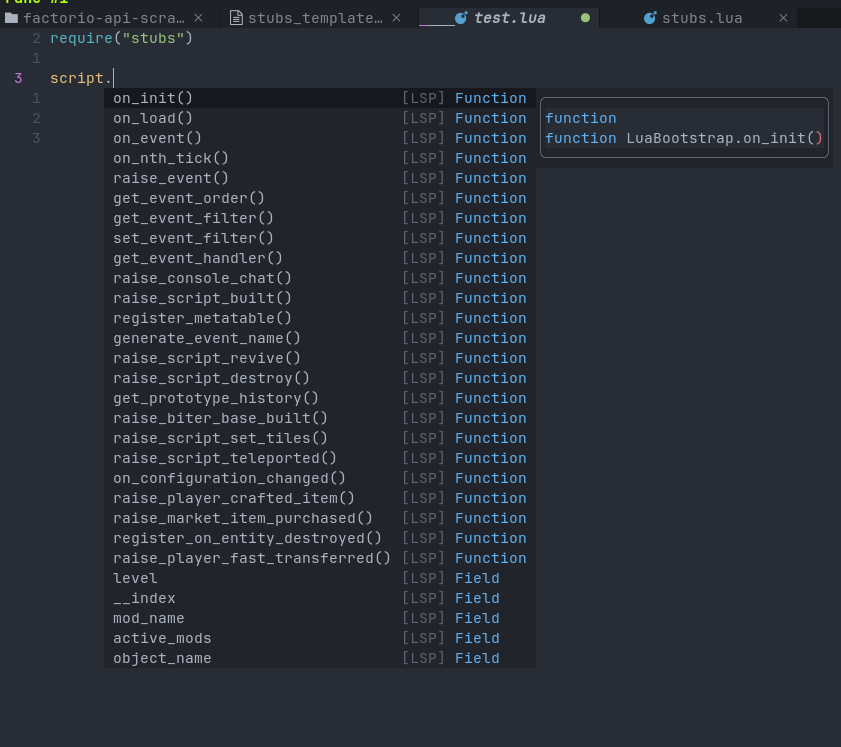 factorio-api-scra… × stubs_template… × test.lua ● stubs.lua ×
2 require("stubs")
1
3 script.
1 on_init() [LSP] Function function
2 on_load() [LSP] Function function LuaBootstrap.on_init()
3 on_event() [LSP] Function
on_nth_tick() [LSP] Function
raise_event() [LSP] Function
get_event_order() [LSP] Function
get_event_filter() [LSP] Function
set_event_filter() [LSP] Function
get_event_handler() [LSP] Function
raise_console_chat() [LSP] Function
raise_script_built() [LSP] Function
register_metatable() [LSP] Function
generate_event_name() [LSP] Function
raise_script_revive() [LSP] Function
raise_script_destroy() [LSP] Function
get_prototype_history() [LSP] Function
raise_biter_base_built() [LSP] Function
raise_script_set_tiles() [LSP] Function
raise_script_teleported() [LSP] Function
on_configuration_changed() [LSP] Function
raise_player_crafted_item() [LSP] Function
raise_market_item_purchased() [LSP] Function
register_on_entity_destroyed() [LSP] Function
raise_player_fast_transferred() [LSP] Function
level [LSP] Field
__index [LSP] Field
mod_name [LSP] Field
active_mods [LSP] Field
object_name [LSP] Field